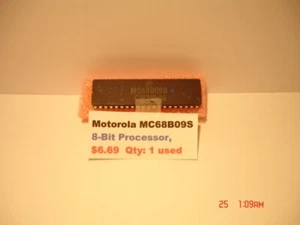 Motorola MC68B09S
8-Bit Processor,
$6.69 Qty: 1 used
25 1:09AM